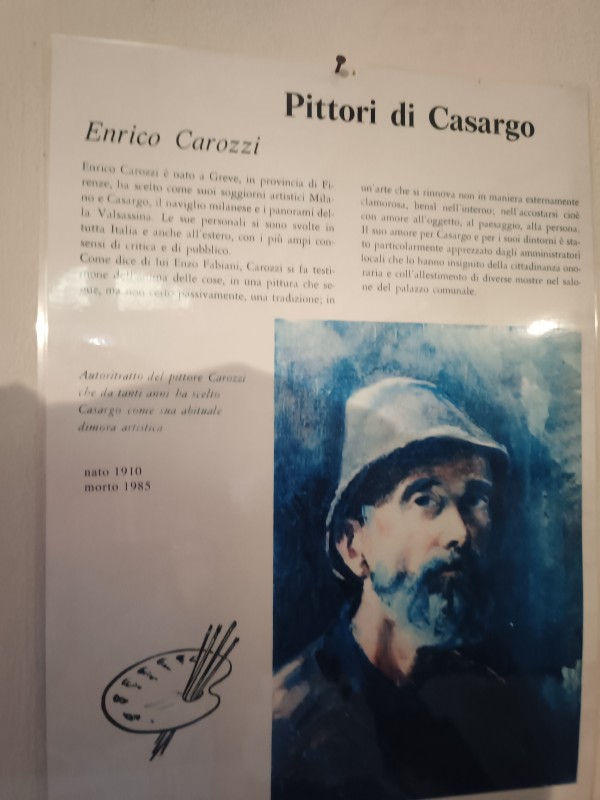 Pittori di Casargo
Enrico Carozzi
Enrico Carozzi è nato a Greve, in provincia di Fi-
renze, ha scelto come suoi soggiorni artistici Mila-
no e Casargo, il naviglio milanese e i panorami del-
la Valsassina. Le sue personali si sono svolte in
tutta Italia e anche all'estero, con i più ampi con-
sensi di critica e di pubblico.
Come dice di lui Enzo Fabiani, Carozzi si fa testi-
mone dell'anima delle cose, in una pittura che se-
gue, ma non certo passivamente, una tradizione; in
un'arte che si rinnova non in maniera esternamente
clamorosa, bensì nell'interno; nell'accostarsi cioè
con amore all'oggetto, al paesaggio, alla persona.
Il suo amore per Casargo e per i suoi dintorni è sta-
to particolarmente apprezzato dagli amministratori
locali che lo hanno insignito della cittadinanza ono-
raria e coll'allestimento di diverse mostre nel salo-
ne del palazzo comunale.
Autoritratto del pittore Carozzi
che da tanti anni ha scelto
Casargo come sua abituale
dimora artistica
nato 1910
morto 1985